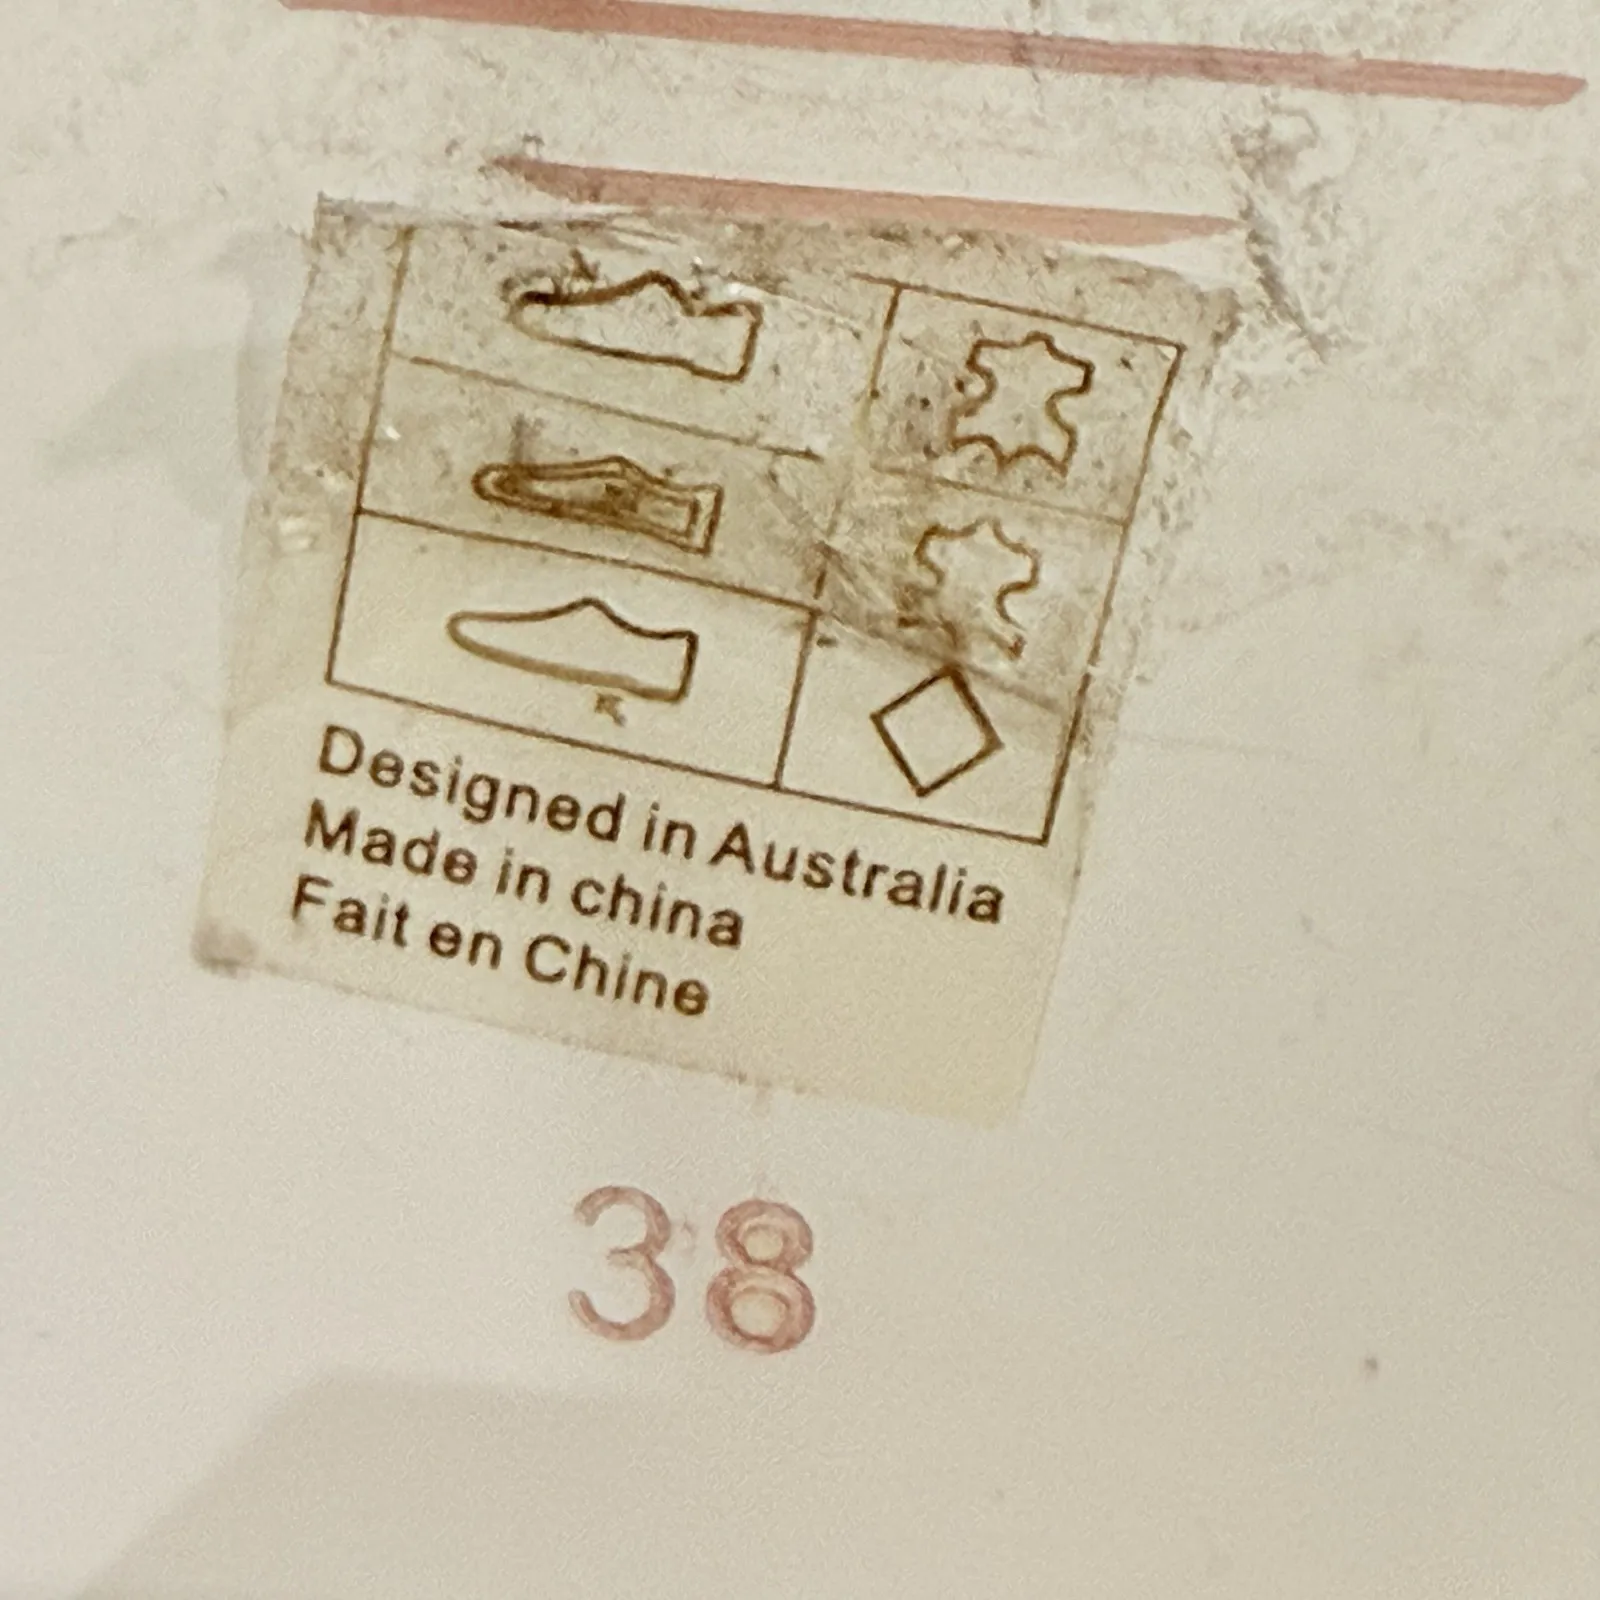 Designed in Australia
Made in china
Fait en Chine
38